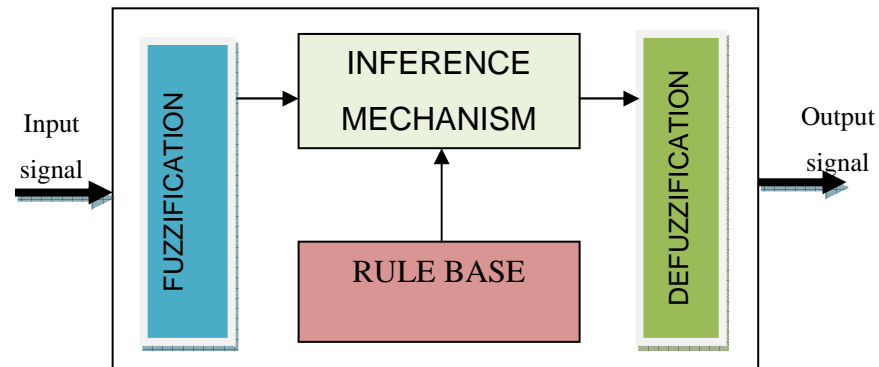 Input
signal
FUZZIFICATION
INFERENCE
MECHANISM
RULE BASE
DEFUZZIFICATION
Output
signal